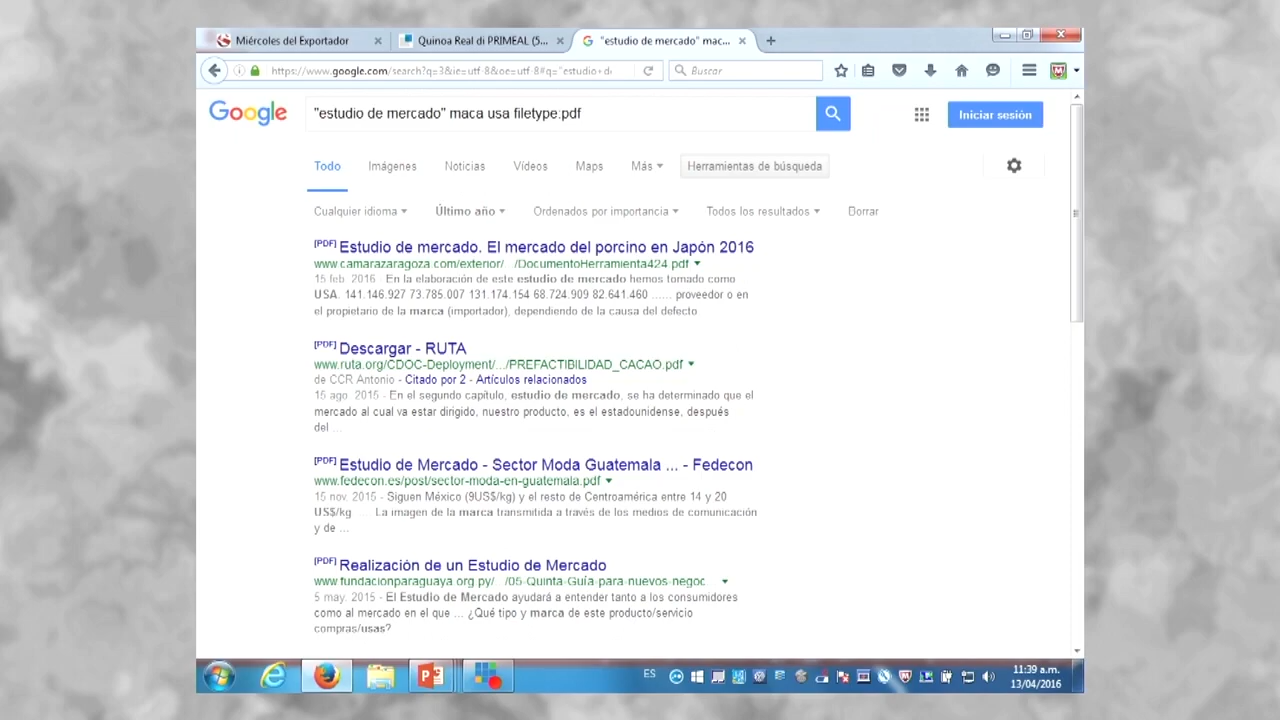 Miércoles del Exportador
Quinoa Real di PRIMEAL (5...
"estudio de mercado" mac...
https://www.google.com/search?q=3&ie=utf-8&oe=utf-8#q="estudio+d
Buscar
Google
"estudio de mercado" maca usa filetype:pdf
Iniciar sesión
Todo Imágenes Noticias Vídeos Maps Más Herramientas de búsqueda
Cualquier idioma Último año Ordenados por importancia Todos los resultados Borrar
[PDF] Estudio de mercado. El mercado del porcino en Japón 2016
www.camarazaragoza.com/exterior/.../DocumentoHerramienta424.pdf
15 feb. 2016 - En la elaboración de este estudio de mercado hemos tomado como
USA. 141.146.927 73.785.007 131.174.154 68.724.909 82.641.460 ...... proveedor o en
el propietario de la marca (importador), dependiendo de la causa del defecto
[PDF] Descargar - RUTA
www.ruta.org/CDOC-Deployment/.../PREFACTIBILIDAD_CACAO.pdf
de CCR Antonio - Citado por 2 - Artículos relacionados
15 ago. 2015 - En el segundo capítulo, estudio de mercado, se ha determinado que el
mercado al cual va estar dirigido, nuestro producto, es el estadounidense, después
del ...
[PDF] Estudio de Mercado - Sector Moda Guatemala ... - Fedecon
www.fedecon.es/post/sector-moda-en-guatemala.pdf
15 nov. 2015 - Siguen México (9US$/kg) y el resto de Centroamérica entre 14 y 20
US$/kg ... La imagen de la marca transmitida a través de los medios de comunicación
y de ...
[PDF] Realización de un Estudio de Mercado
www.fundacionparaguaya.org.py/.../05-Quinta-Guía-para-nuevos-negoc
5 may. 2015 - El Estudio de Mercado ayudará a entender tanto a los consumidores
como al mercado en el que ... ¿Qué tipo y marca de este producto/servicio
compras/usas?
ES
11:39 a.m.
13/04/2016